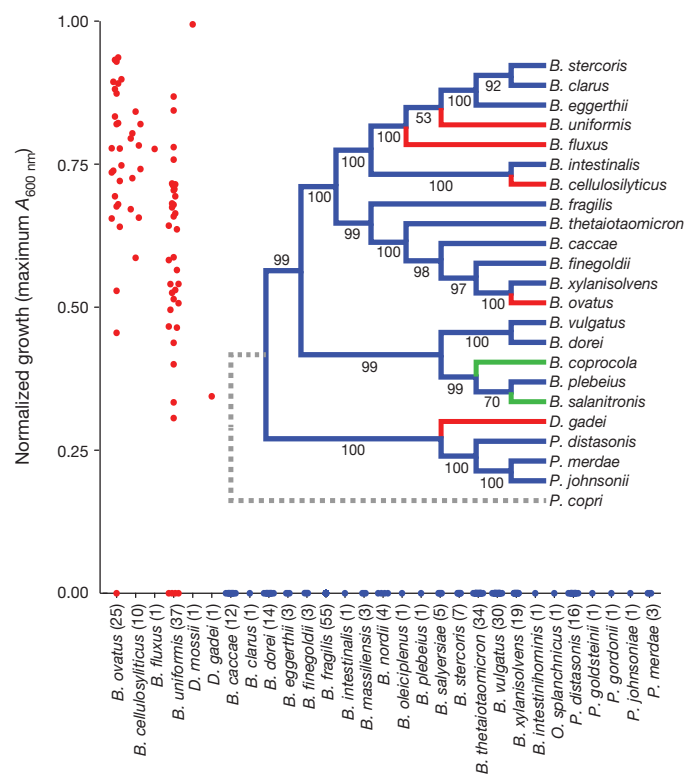 Normalized growth (maximum A600 nm)
1.00
0.75
0.50
0.25
0.00
B. stercoris
B. clarus
B. eggerthii
B. uniformis
B. fluxus
B. intestinalis
B. cellulosilyticus
B. fragilis
B. thetaiotaomicron
B. caccae
B. finegoldii
B. xylanisolvens
B. ovatus
B. vulgatus
B. dorei
B. coprocola
B. plebeius
B. salanitronis
D. gadei
P. distasonis
P. merdae
P. johnsonii
P. copri
92
100
53
100
100
100
100
99
100
98
97
100
99
100
99
99
70
100
100
100
B. ovatus (25)
B. cellulosyliticus (10)
B. fluxus (1)
B. uniformis (37)
D. mossii (1)
D. gadei (1)
B. caccae (12)
B. clarus (1)
B. dorei (14)
B. eggerthii (3)
B. finegoldii (3)
B. fragilis (55)
B. intestinalis (1)
B. massiliensis (3)
B. nordii (4)
B. oleiciplenus (1)
B. plebeius (1)
B. salyersiae (5)
B. stercoris (7)
B. thetaiotaomicron (34)
B. vulgatus (30)
B. xylanisolvens (19)
B. intestinihominis (1)
O. splanchnicus (1)
P. distasonis (16)
P. goldsteinii (1)
P. gordonii (1)
P. johnsoniae (1)
P. merdae (3)